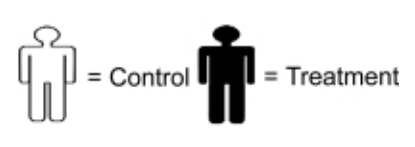 = Control = Treatment